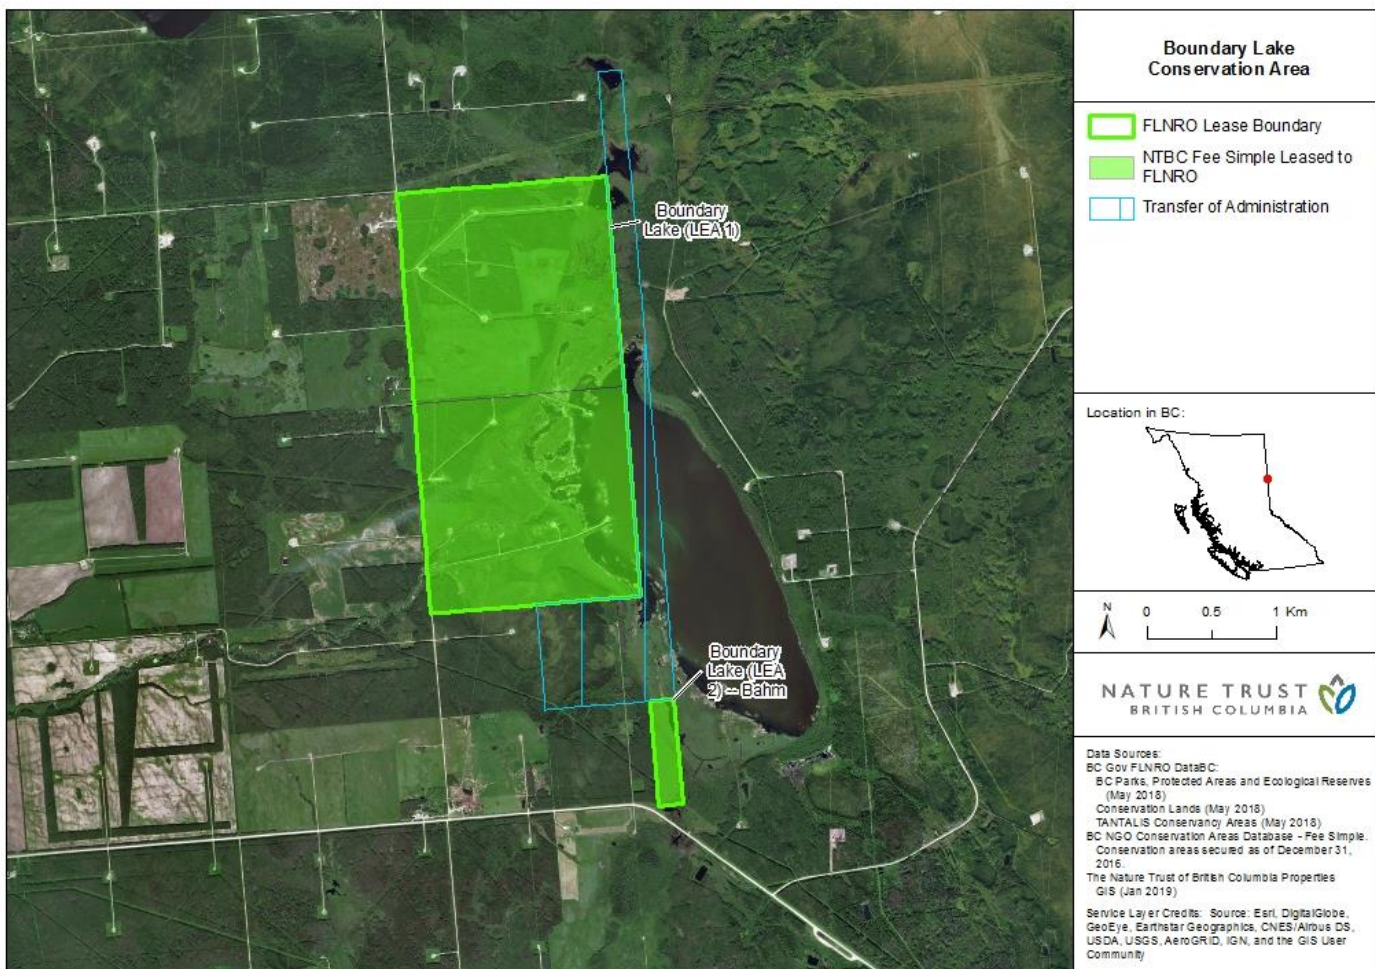 Boundary Lake
Conservation Area
FLNRO Lease Boundary
NTBC Fee Simple Leased to
FLNRO
Transfer of Administration
Boundary
Lake (LEA 1)
Boundary
Lake (LEA
2) -- Bahm
Location in BC:
N
0 0.5 1 Km
NATURE TRUST
BRITISH COLUMBIA
Data Sources:
BC Gov FLNRO DataBC:
BC Parks, Protected Areas and Ecological Reserves
(May 2018)
Conservation Lands (May 2018)
TANTALIS Conservancy Areas (May 2018)
BC NGO Conservation Areas Database - Fee Simple.
Conservation areas secured as of December 31,
2016.
The Nature Trust of British Columbia Properties
GIS (Jan 2019)
Service Layer Credits: Source: Esri, DigitalGlobe,
GeoEye, Earthstar Geographics, CNES/Airbus DS,
USDA, USGS, AeroGRID, IGN, and the GIS User
Community